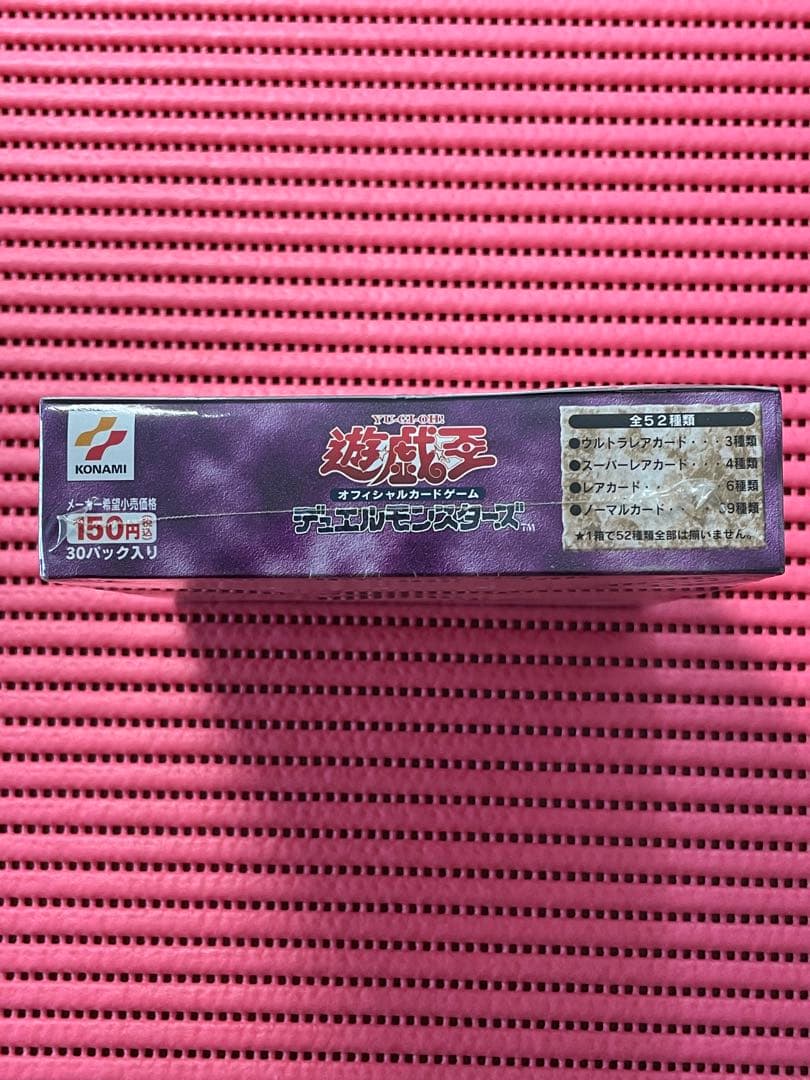 KONAMI
メーカー希望小売価格
150円(税込)
30パック入り
YU-GI-OH!
遊戯王
オフィシャルカードゲーム
デュエルモンスターズ™
全52種類
●ウルトラレアカード・・・3種類
●スーパーレアカード・・・4種類
●レアカード・・ 6種類
●ノーマルカード・・ 39種類
★1箱で52種類全部は揃いません。